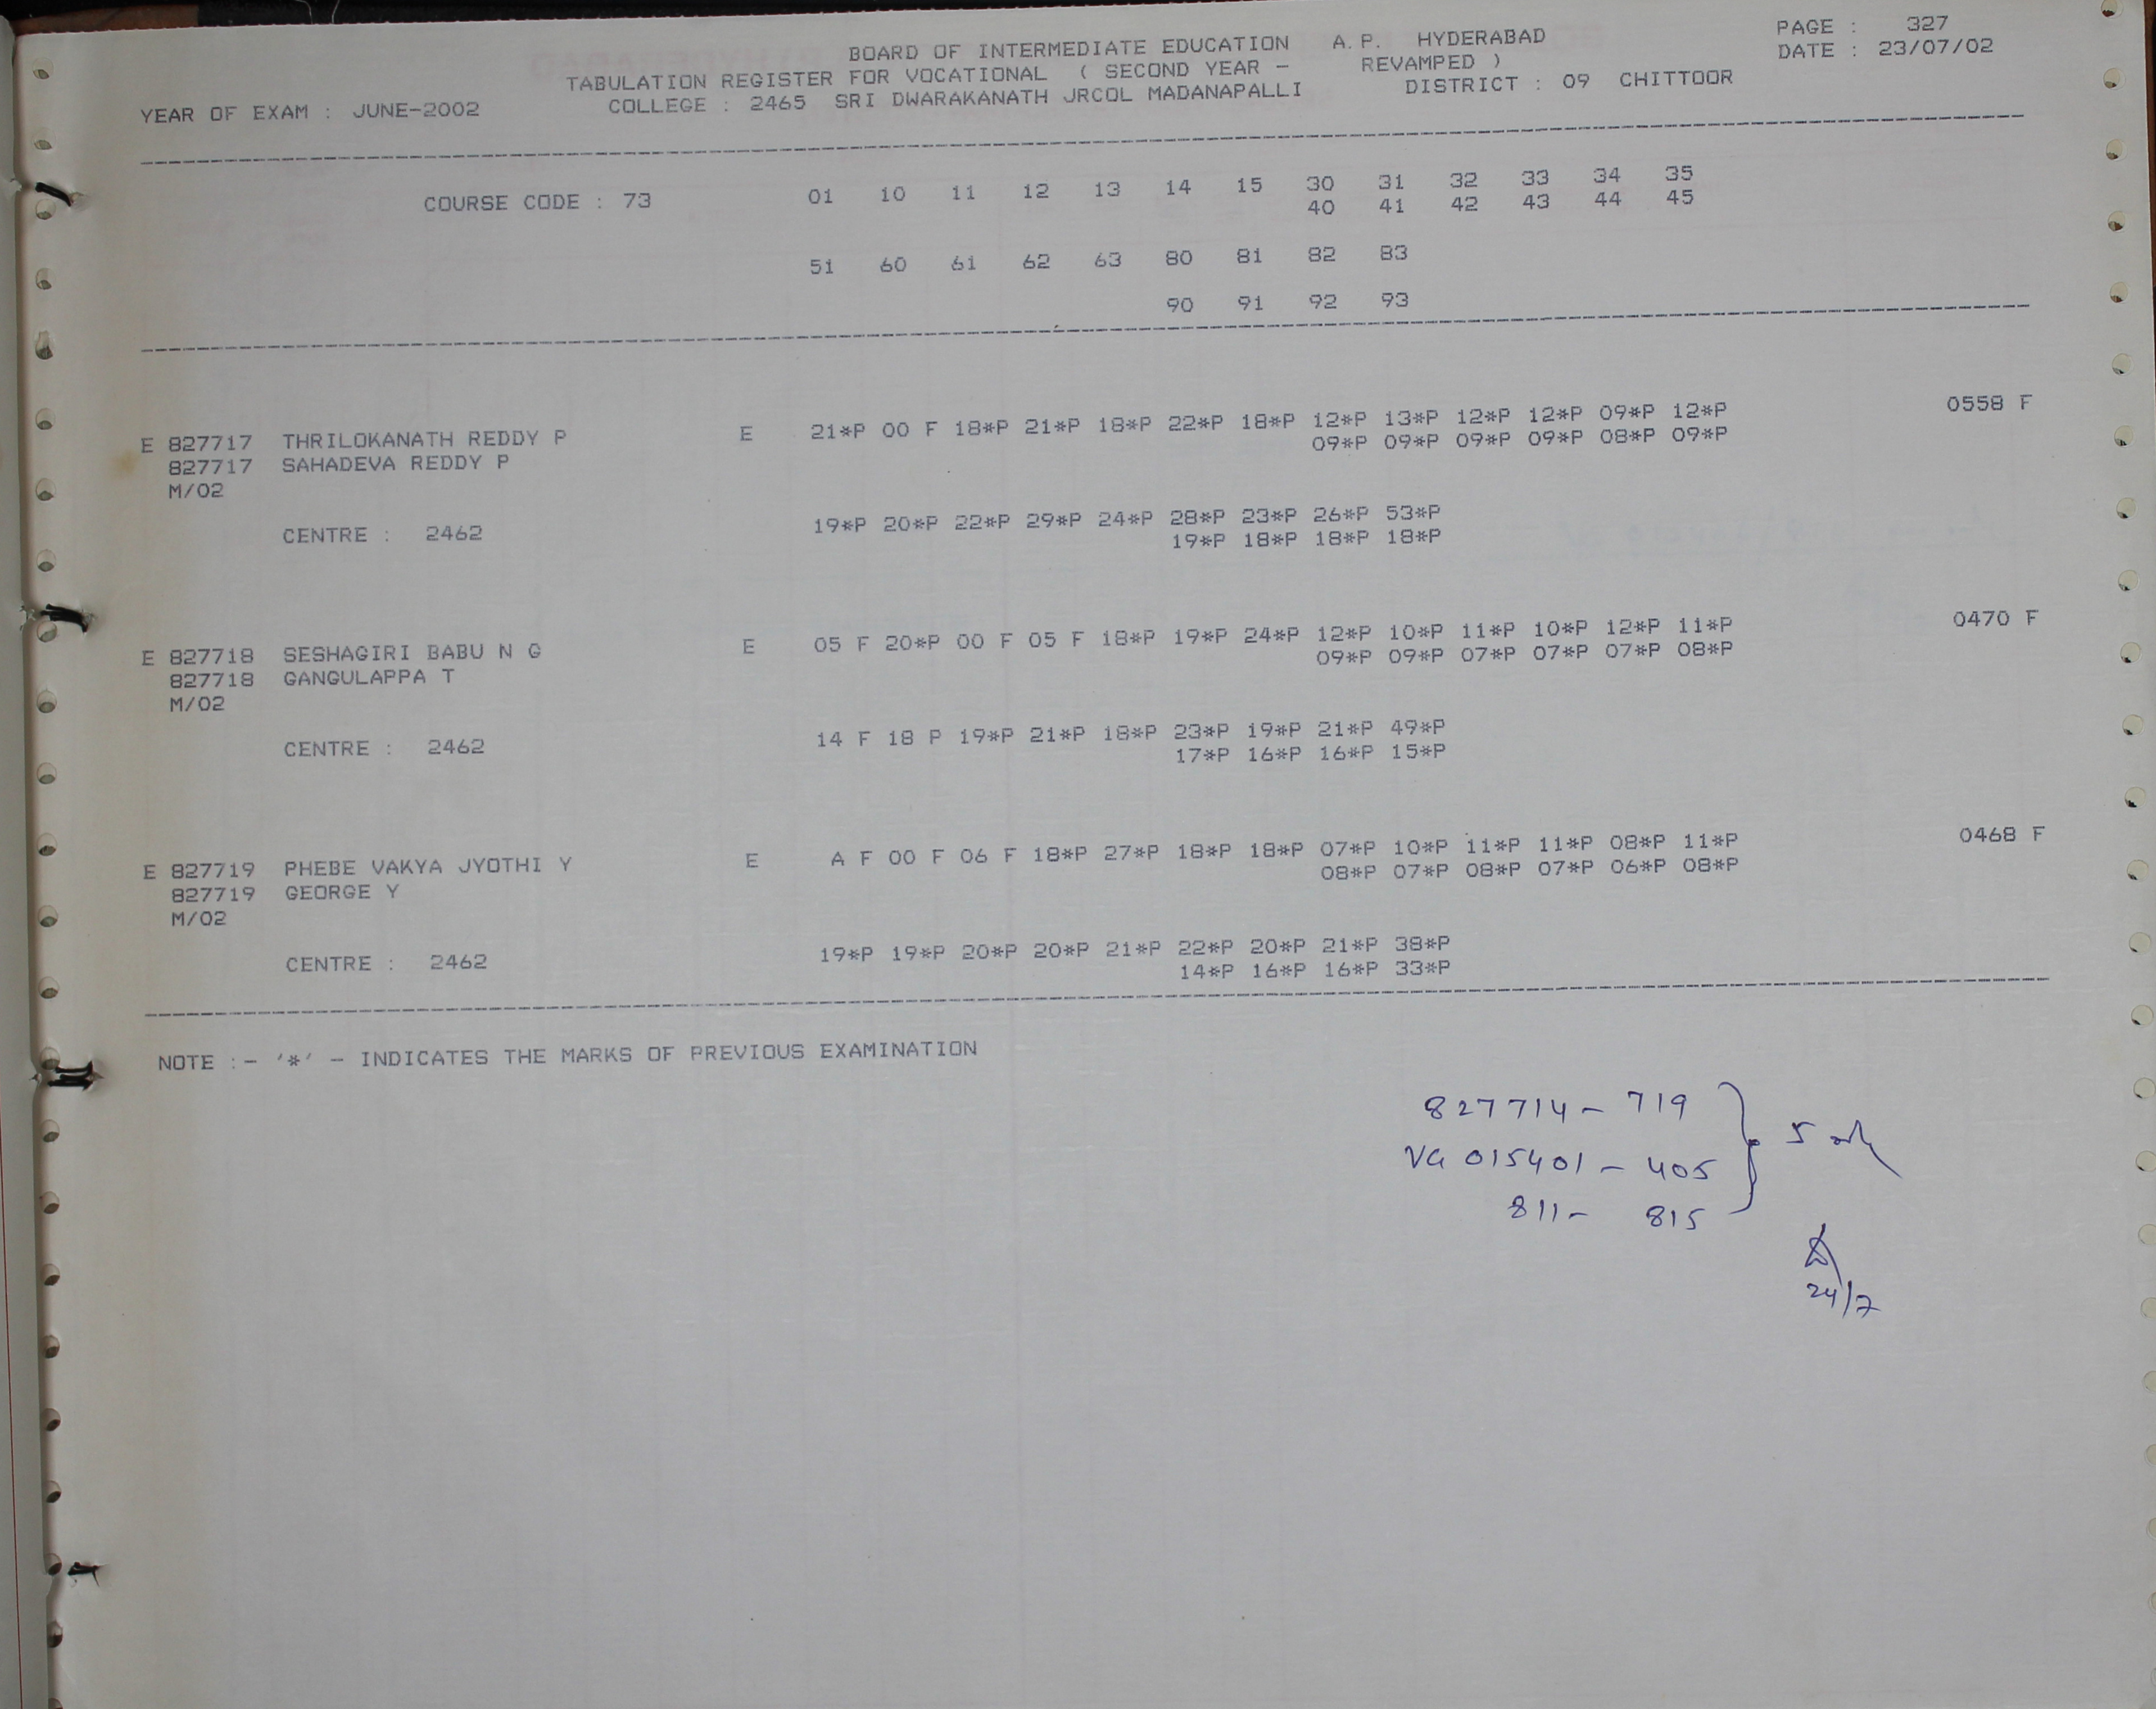 BOARD OF INTERMEDIATE EDUCATION A.P. HYDERABAD PAGE : 327
TABULATION REGISTER FOR VOCATIONAL ( SECOND YEAR - REVAMPED ) DATE : 23/07/02
YEAR OF EXAM : JUNE-2002 COLLEGE : 2465 SRI DWARAKANATH JRCOL MADANAPALLI DISTRICT : 09 CHITTOOR
COURSE CODE : 73 01 10 11 12 13 14 15 30 31 32 33 34 35
40 41 42 43 44 45
51 60 61 62 63 80 81 82 83
90 91 92 93
E 827717 THRILOKANATH REDDY P E 21*P 00 F 18*P 21*P 18*P 22*P 18*P 12*P 13*P 12*P 12*P 09*P 12*P 0558 F
827717 SAHADEVA REDDY P 09*P 09*P 09*P 09*P 08*P 09*P
M/02
CENTRE : 2462 19*P 20*P 22*P 29*P 24*P 28*P 23*P 26*P 53*P
19*P 18*P 18*P 18*P
E 827718 SESHAGIRI BABU N G E 05 F 20*P 00 F 05 F 18*P 19*P 24*P 12*P 10*P 11*P 10*P 12*P 11*P 0470 F
827718 GANGULAPPA T 09*P 09*P 07*P 07*P 07*P 08*P
M/02
CENTRE : 2462 14 F 18 P 19*P 21*P 18*P 23*P 19*P 21*P 49*P
17*P 16*P 16*P 15*P
E 827719 PHEBE VAKYA JYOTHI Y E A F 00 F 06 F 18*P 27*P 18*P 18*P 07*P 10*P 11*P 11*P 08*P 11*P 0468 F
827719 GEORGE Y 08*P 07*P 08*P 07*P 06*P 08*P
M/02
CENTRE : 2462 19*P 19*P 20*P 20*P 21*P 22*P 20*P 21*P 38*P
14*P 16*P 16*P 33*P
NOTE :- '*' - INDICATES THE MARKS OF PREVIOUS EXAMINATION
827714 - 719
VG 015401 - 405 5
811 - 815
24/7